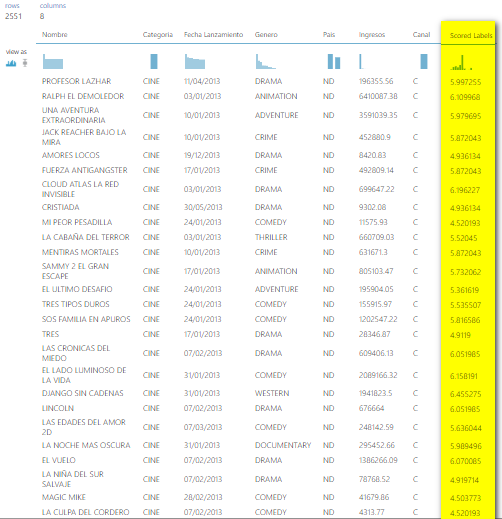 rows columns
2551 8
Nombre Categoria Fecha Lanzamiento Genero Pais Ingresos Canal Scored Labels
view as
PROFESOR LAZHAR CINE 11/04/2013 DRAMA ND 196355.56 C 5.997255
RALPH EL DEMOLEDOR CINE 03/01/2013 ANIMATION ND 6410087.38 C 6.109968
UNA AVENTURA
EXTRAORDINARIA CINE 10/01/2013 ADVENTURE ND 3591039.35 C 5.979695
JACK REACHER BAJO LA
MIRA CINE 10/01/2013 CRIME ND 452880.9 C 5.872043
AMORES LOCOS CINE 19/12/2013 DRAMA ND 8420.83 C 4.936134
FUERZA ANTIGANGSTER CINE 17/01/2013 CRIME ND 492809.14 C 5.872043
CLOUD ATLAS LA RED
INVISIBLE CINE 03/01/2013 DRAMA ND 699647.22 C 6.196227
CRISTIADA CINE 30/05/2013 DRAMA ND 9302.08 C 4.936134
MI PEOR PESADILLA CINE 24/01/2013 COMEDY ND 11575.93 C 4.520193
LA CABAÑA DEL TERROR CINE 03/01/2013 THRILLER ND 660709.03 C 5.52045
MENTIRAS MORTALES CINE 10/01/2013 CRIME ND 631671.3 C 5.872043
SAMMY 2 EL GRAN
ESCAPE CINE 17/01/2013 ANIMATION ND 805103.47 C 5.732062
EL ULTIMO DESAFIO CINE 24/01/2013 ADVENTURE ND 195904.05 C 5.361619
TRES TIPOS DUROS CINE 24/01/2013 COMEDY ND 155915.97 C 5.535507
SOS FAMILIA EN APUROS CINE 24/01/2013 COMEDY ND 1202547.22 C 5.816586
TRES CINE 17/01/2013 DRAMA ND 28346.87 C 4.9119
LAS CRONICAS DEL
MIEDO CINE 07/02/2013 DRAMA ND 609406.13 C 6.051985
EL LADO LUMINOSO DE
LA VIDA CINE 31/01/2013 COMEDY ND 2089166.32 C 6.158191
DJANGO SIN CADENAS CINE 31/01/2013 WESTERN ND 1941823.5 C 6.455275
LINCOLN CINE 07/02/2013 DRAMA ND 676664 C 6.051985
LAS EDADES DEL AMOR
2D CINE 07/03/2013 COMEDY ND 248142.59 C 5.636044
LA NOCHE MAS OSCURA CINE 31/01/2013 DOCUMENTARY ND 295452.66 C 5.989496
EL VUELO CINE 07/02/2013 DRAMA ND 1386266.09 C 6.070085
LA NIÑA DEL SUR
SALVAJE CINE 07/02/2013 DRAMA ND 78768.52 C 4.919714
MAGIC MIKE CINE 28/02/2013 COMEDY ND 41679.86 C 4.503773
LA CULPA DEL CORDERO CINE 07/02/2013 COMEDY ND 4313.77 C 4.520193